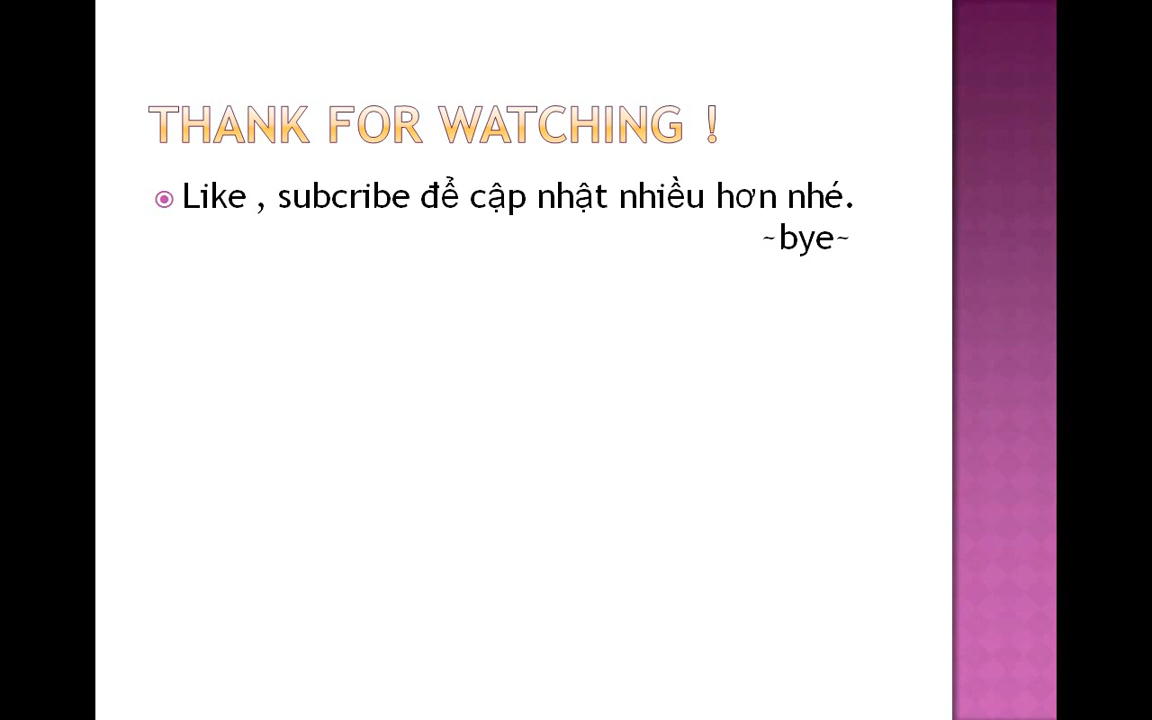 THANK FOR WATCHING !
Like , subcribe để cập nhật nhiều hơn nhé.
~bye~